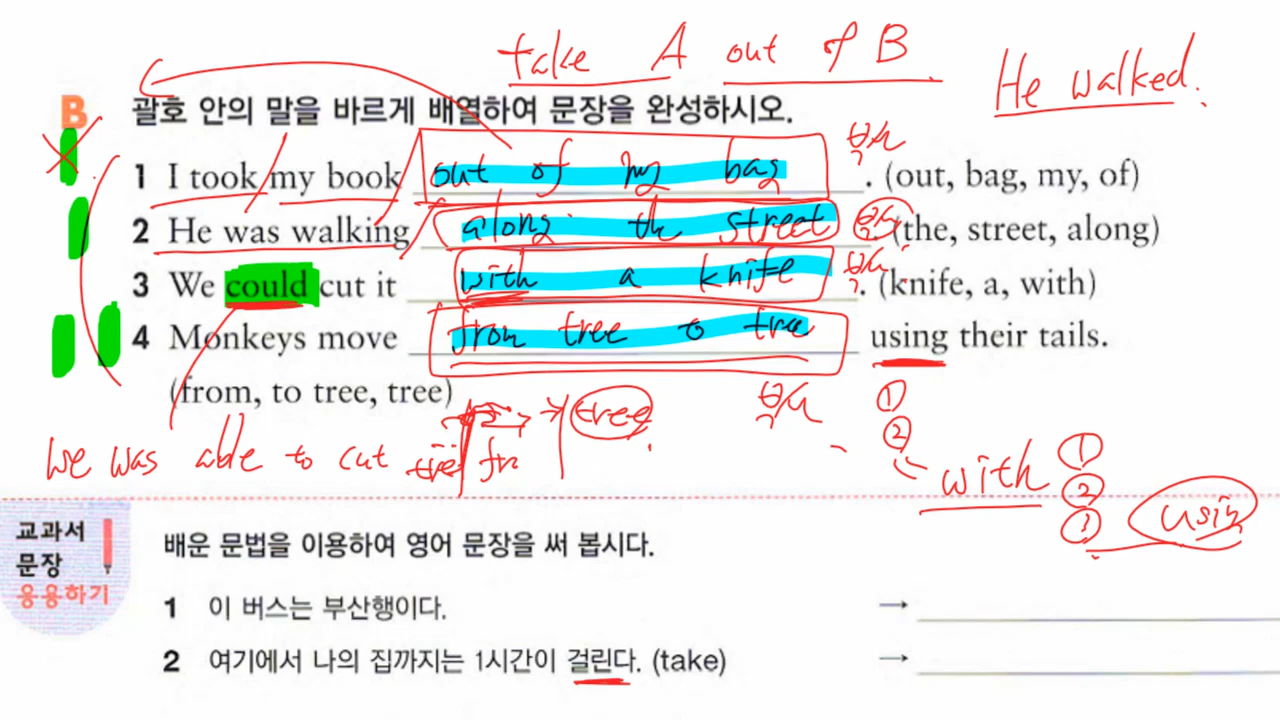 take A out of B
He walked.
B 괄호 안의 말을 바르게 배열하여 문장을 완성하시오.
1 I took my book out of my bag . (out, bag, my, of)
2 He was walking along the street (the, street, along)
3 We could cut it with a knife . (knife, a, with)
4 Monkeys move from tree to tree using their tails.
(from, to tree, tree)
① ②
tree
We was able to cut
with ① ② ③ using
교과서
문장
응용하기
배운 문법을 이용하여 영어 문장을 써 봅시다.
1 이 버스는 부산행이다. →
2 여기에서 나의 집까지는 1시간이 걸린다. (take) →